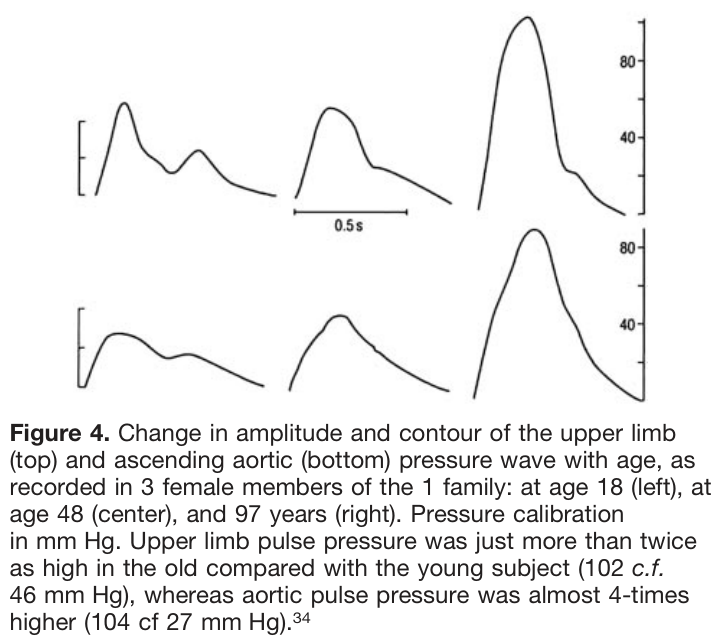 80
40
0.5 s
80
40
Figure 4. Change in amplitude and contour of the upper limb
(top) and ascending aortic (bottom) pressure wave with age, as
recorded in 3 female members of the 1 family: at age 18 (left), at
age 48 (center), and 97 years (right). Pressure calibration
in mm Hg. Upper limb pulse pressure was just more than twice
as high in the old compared with the young subject (102 c.f.
46 mm Hg), whereas aortic pulse pressure was almost 4-times
higher (104 cf 27 mm Hg).³⁴